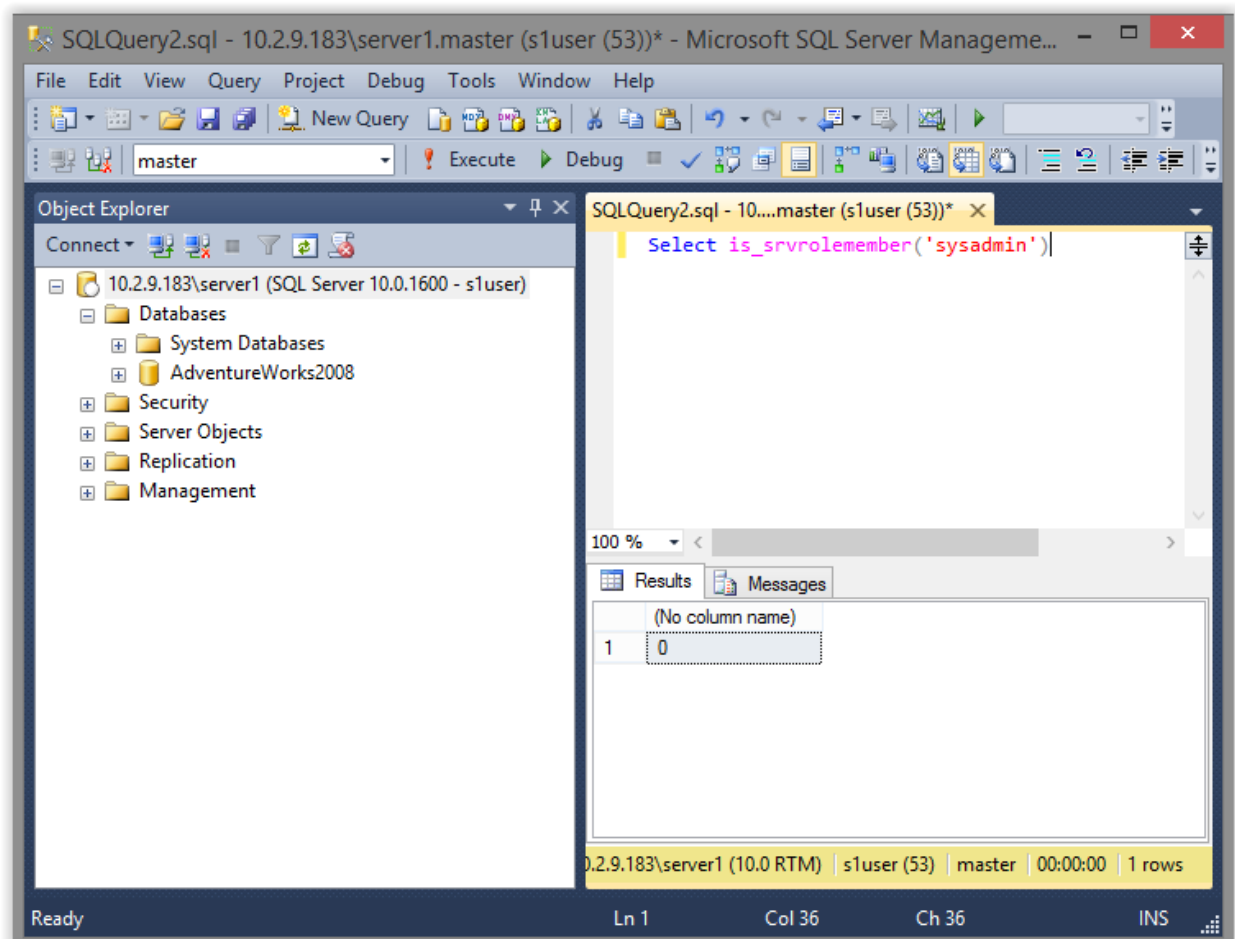 SQLQuery2.sql - 10.2.9.183\server1.master (s1user (53))* - Microsoft SQL Server Manageme...
File Edit View Query Project Debug Tools Window Help
New Query
master Execute Debug
Object Explorer
Connect
10.2.9.183\server1 (SQL Server 10.0.1600 - s1user)
Databases
System Databases
AdventureWorks2008
Security
Server Objects
Replication
Management
SQLQuery2.sql - 10....master (s1user (53))*
Select is_srvrolemember('sysadmin')
100 %
Results Messages
(No column name)
1 0
0.2.9.183\server1 (10.0 RTM) s1user (53) master 00:00:00 1 rows
Ready Ln 1 Col 36 Ch 36 INS